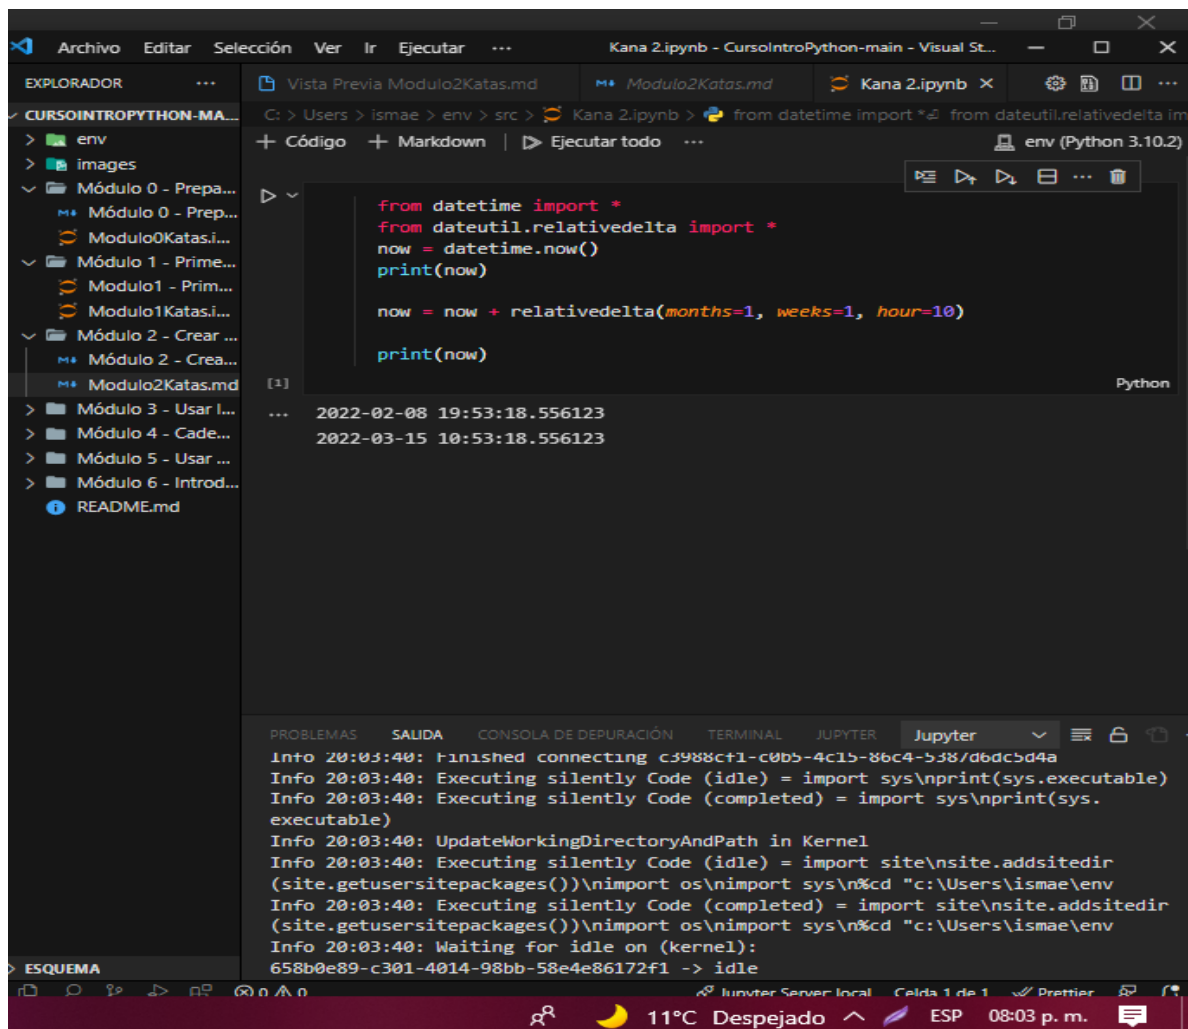 Archivo Editar Selección Ver Ir Ejecutar ··· Kana 2.ipynb - CursoIntroPython-main - Visual St...
EXPLORADOR ···
CURSOINTROPYTHON-MA...
> env
> images
Módulo 0 - Prepa...
Módulo 0 - Prep...
Modulo0Katas.i...
Módulo 1 - Prime...
Modulo1 - Prim...
Modulo1Katas.i...
Módulo 2 - Crear ...
Módulo 2 - Crea...
Modulo2Katas.md
> Módulo 3 - Usar l...
> Módulo 4 - Cade...
> Módulo 5 - Usar ...
> Módulo 6 - Introd...
README.md
> ESQUEMA
Vista Previa Modulo2Katas.md Modulo2Katas.md Kana 2.ipynb
C: > Users > ismae > env > src > Kana 2.ipynb > from datetime import * from dateutil.relativedelta im
+ Código + Markdown | Ejecutar todo ··· env (Python 3.10.2)
from datetime import *
from dateutil.relativedelta import *
now = datetime.now()
print(now)
now = now + relativedelta(months=1, weeks=1, hour=10)
print(now)
[1] Python
··· 2022-02-08 19:53:18.556123
2022-03-15 10:53:18.556123
PROBLEMAS SALIDA CONSOLA DE DEPURACIÓN TERMINAL JUPYTER Jupyter
Info 20:03:40: Finished connecting c3988cf1-c0b5-4c15-86c4-5387d6dc5d4a
Info 20:03:40: Executing silently Code (idle) = import sys\nprint(sys.executable)
Info 20:03:40: Executing silently Code (completed) = import sys\nprint(sys.
executable)
Info 20:03:40: UpdateWorkingDirectoryAndPath in Kernel
Info 20:03:40: Executing silently Code (idle) = import site\nsite.addsitedir
(site.getusersitepackages())\nimport os\nimport sys\n%cd "c:\Users\ismae\env
Info 20:03:40: Executing silently Code (completed) = import site\nsite.addsitedir
(site.getusersitepackages())\nimport os\nimport sys\n%cd "c:\Users\ismae\env
Info 20:03:40: Waiting for idle on (kernel):
658b0e89-c301-4014-98bb-58e4e86172f1 -> idle
0 0 Jupyter Server: local Celda 1 de 1 Prettier
11°C Despejado ESP 08:03 p. m.